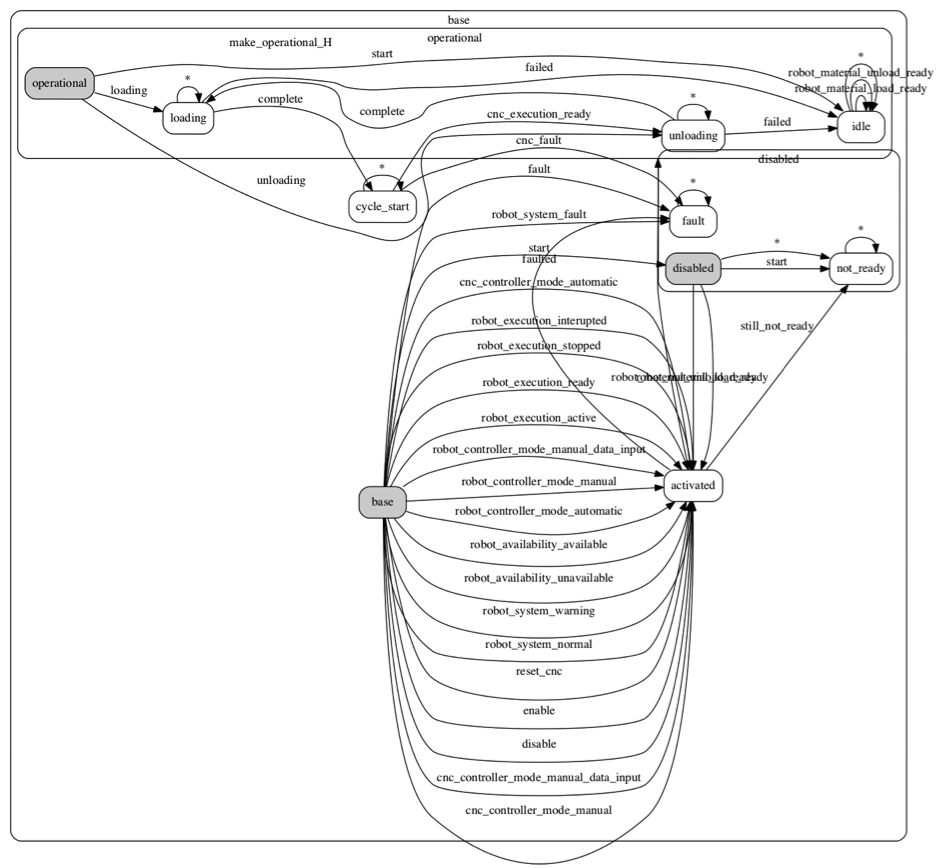 base
operational
make_operational_H
start
*
failed
robot_material_unload_ready
operational
*
robot_material_load_ready
loading
complete
*
complete
cnc_execution_ready
loading
idle
failed
unloading
cnc_fault
disabled
unloading
*
fault
*
cycle_start
robot_system_fault
fault
*
start
*
faulted
disabled
start
not_ready
cnc_controller_mode_automatic
robot_execution_interupted
still_not_ready
robot_execution_stopped
robot_execution_ready
robot_execution_active
robot_controller_mode_manual_data_input
robot_controller_mode_manual
activated
base
robot_controller_mode_automatic
robot_availability_available
robot_availability_unavailable
robot_system_warning
robot_system_normal
reset_cnc
enable
disable
cnc_controller_mode_manual_data_input
cnc_controller_mode_manual